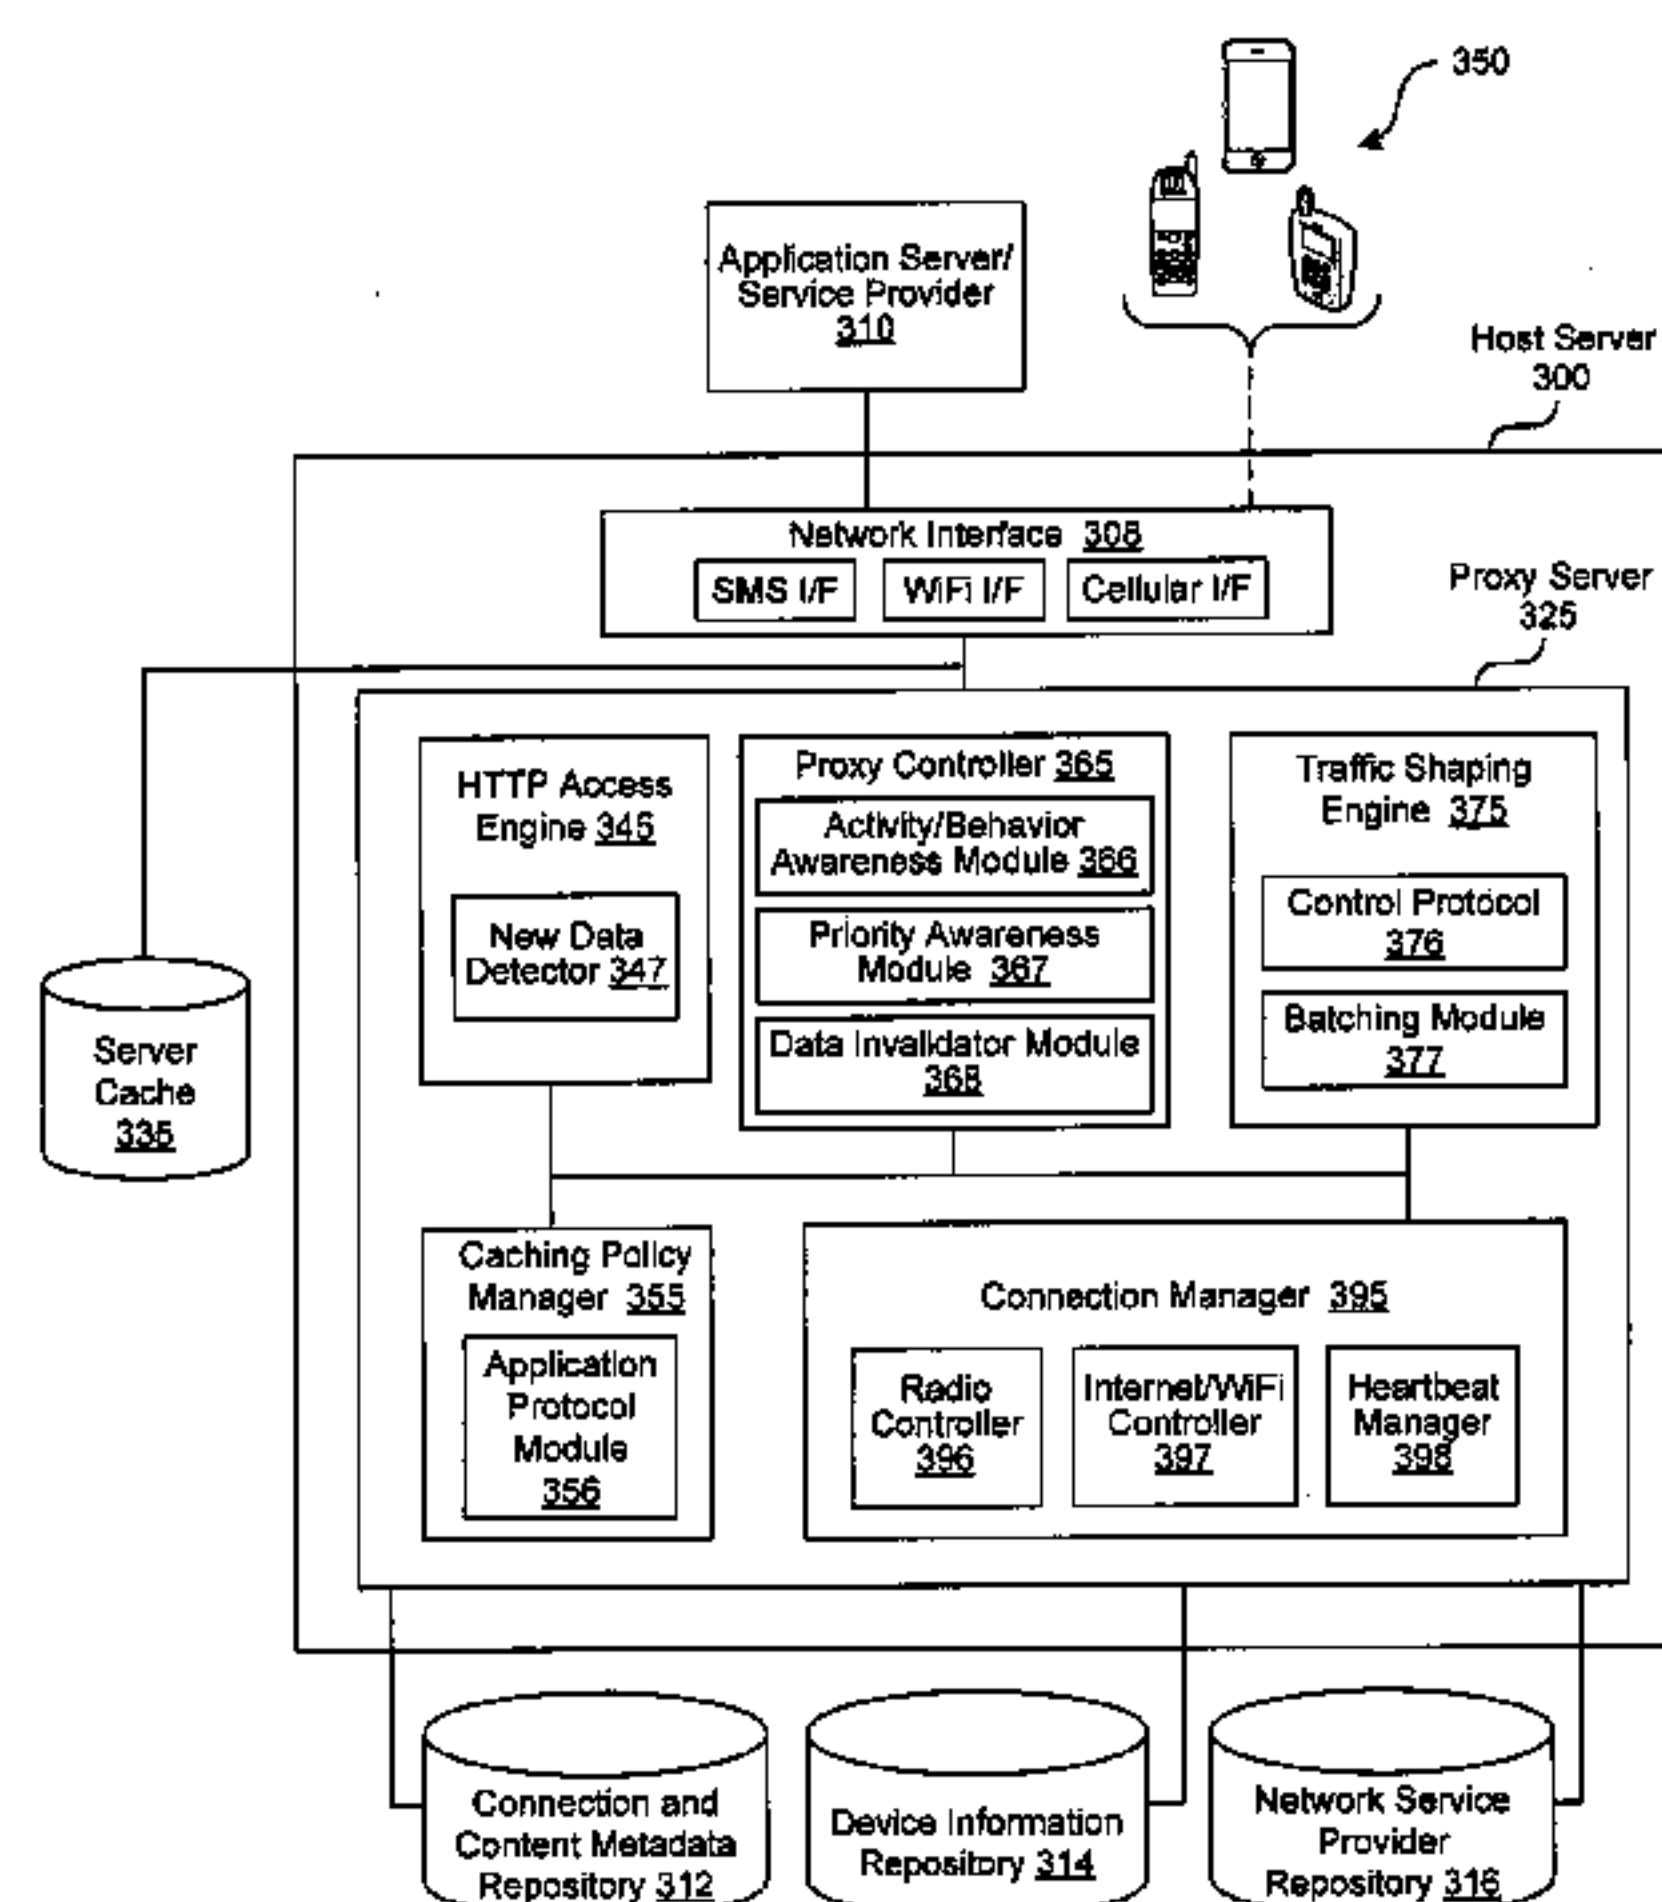 350
Application Server/
Service Provider
310
Host Server
300
Network Interface 308
SMS I/F
WiFi I/F
Cellular I/F
Proxy Server
325
HTTP Access
Engine 345
New Data
Detector 347
Proxy Controller 365
Activity/Behavior
Awareness Module 366
Priority Awareness
Module 367
Data Invalidator Module
368
Traffic Shaping
Engine 375
Control Protocol
376
Batching Module
377
Server
Cache
335
Caching Policy
Manager 355
Application
Protocol
Module
356
Connection Manager 395
Radio
Controller
396
Internet/WiFi
Controller
397
Heartbeat
Manager
398
Connection and
Content Metadata
Repository 312
Device Information
Repository 314
Network Service
Provider
Repository 316